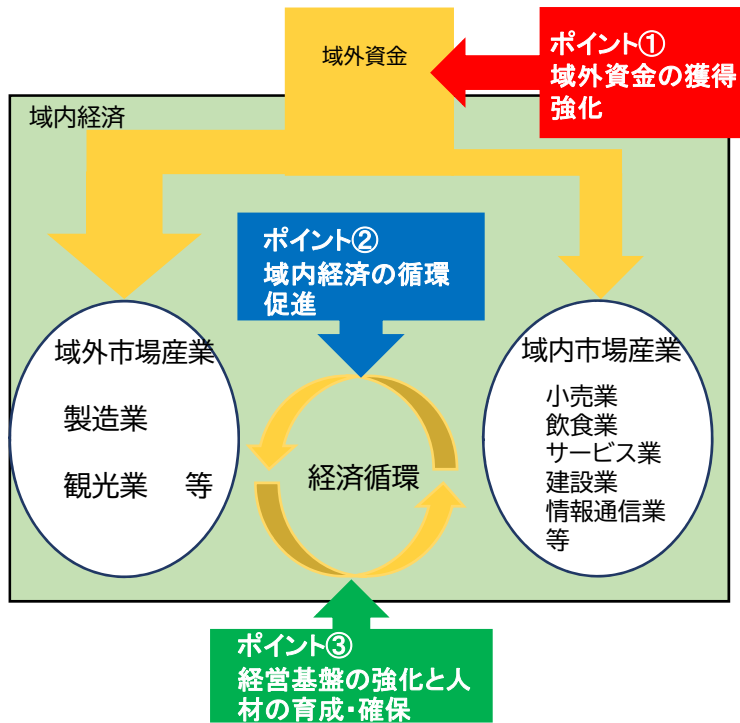 域外資金
ポイント①
域外資金の獲得
強化
域内経済
ポイント②
域内経済の循環
促進
域外市場産業
製造業
観光業　等
経済循環
域内市場産業
小売業
飲食業
サービス業
建設業
情報通信業
等
ポイント③
経営基盤の強化と人
材の育成・確保